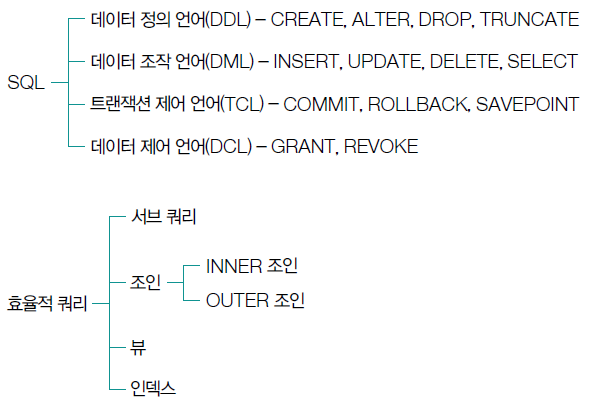 데이터 정의 언어(DDL) – CREATE, ALTER, DROP, TRUNCATE
데이터 조작 언어(DML) – INSERT, UPDATE, DELETE, SELECT
SQL
트랜잭션 제어 언어(TCL) – COMMIT, ROLLBACK, SAVEPOINT
데이터 제어 언어(DCL) – GRANT, REVOKE
서브 쿼리
INNER 조인
조인
OUTER 조인
효율적 쿼리
뷰
인덱스